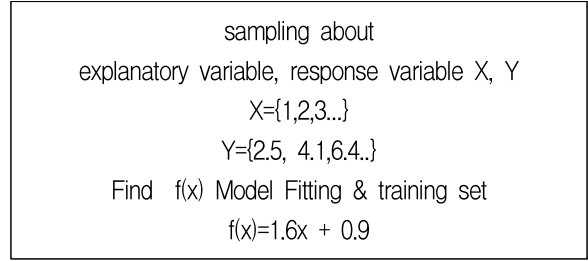 sampling about
explanatory variable, response variable X, Y
X={1,2,3...}
Y={2.5, 4.1,6.4..}
Find f(x) Model Fitting & training set
f(x)=1.6x + 0.9